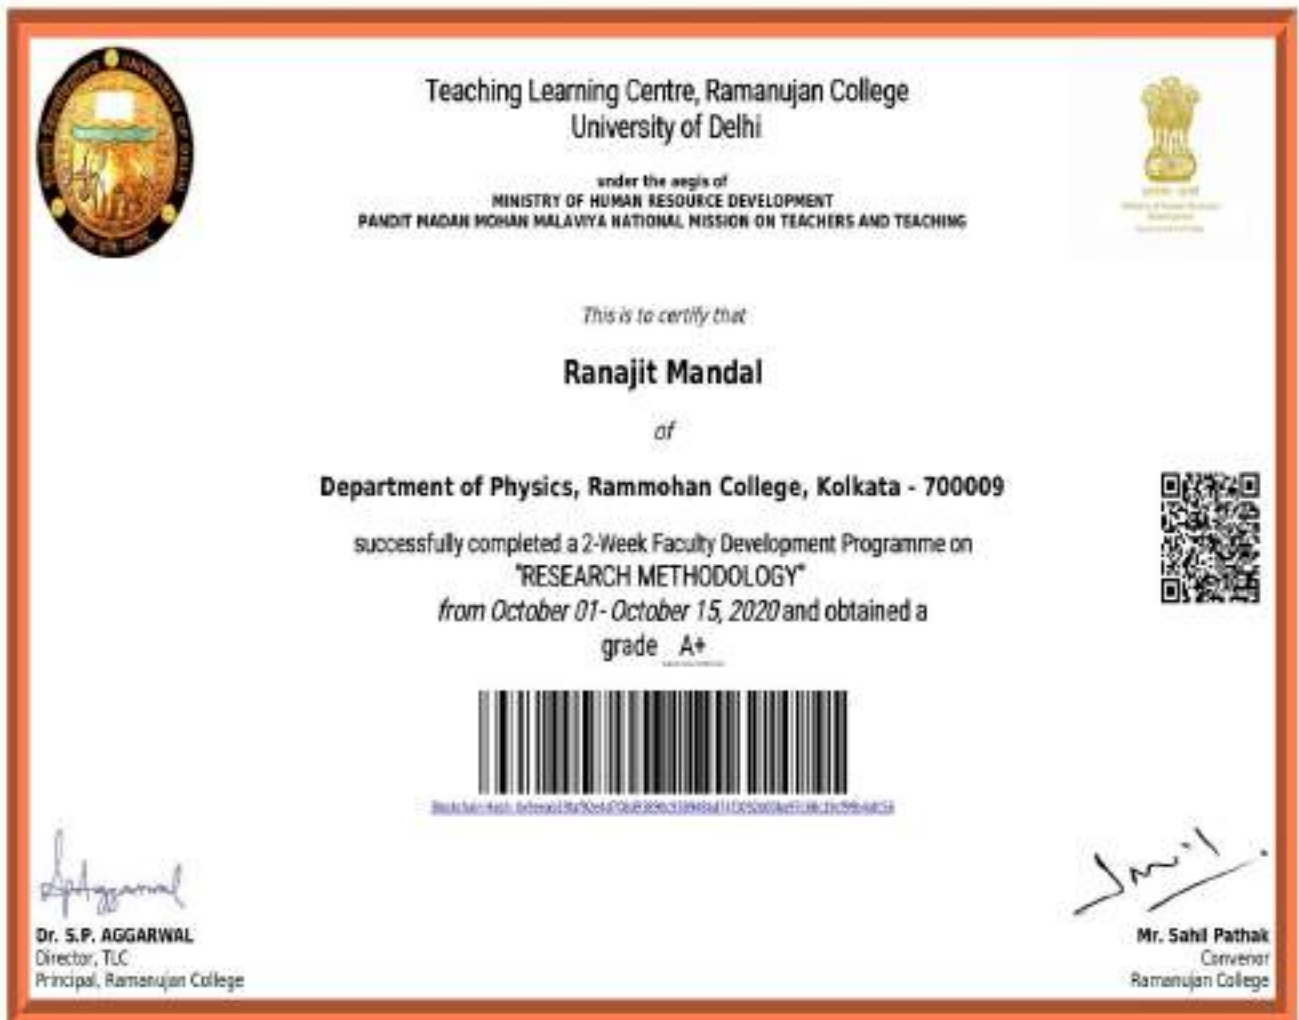 Teaching Learning Centre, Ramanujan College
University of Delhi
under the aegis of
MINISTRY OF HUMAN RESOURCE DEVELOPMENT
PANDIT MADAN MOHAN MALAVIYA NATIONAL MISSION ON TEACHERS AND TEACHING
This is to certify that
Ranajit Mandal
of
Department of Physics, Rammohan College, Kolkata - 700009
successfully completed a 2-Week Faculty Development Programme on
"RESEARCH METHODOLOGY"
from October 01- October 15, 2020 and obtained a
grade A+
Blockchain Hash
Dr. S.P. AGGARWAL
Director, TLC
Principal, Ramanujan College
Mr. Sahil Pathak
Convenor
Ramanujan College